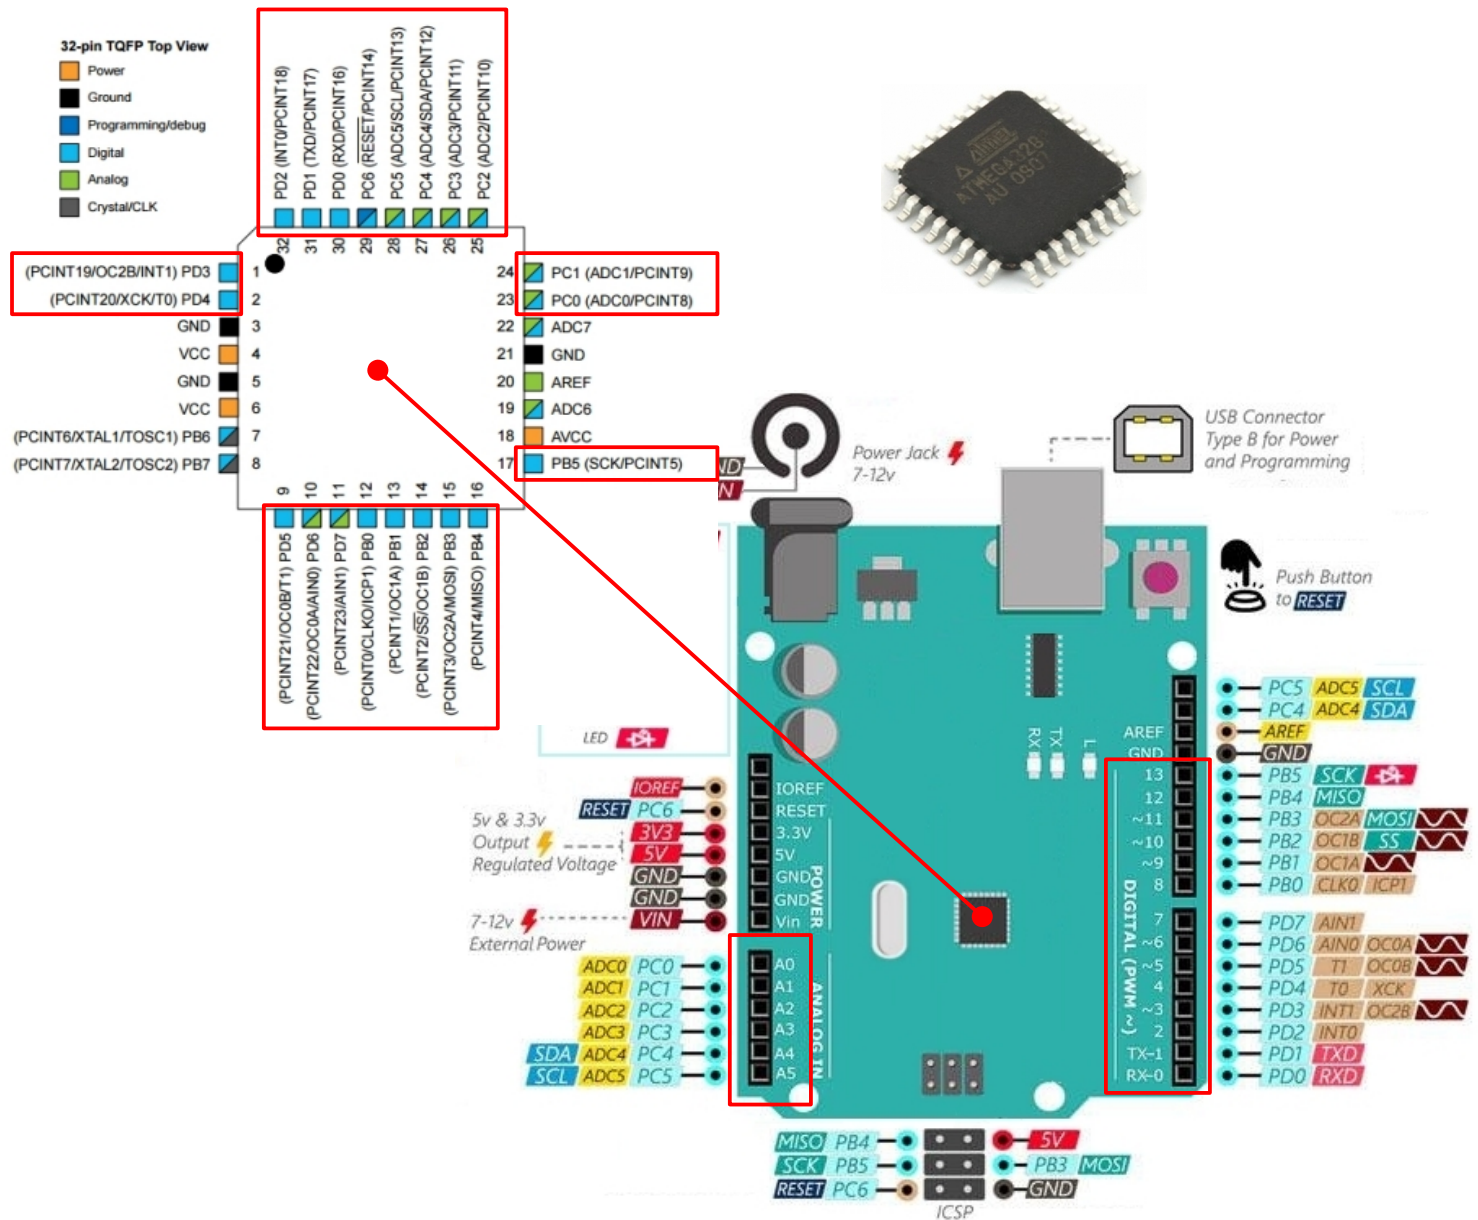 32-pin TQFP Top View
Power
Ground
Programming/debug
Digital
Analog
Crystal/CLK
PD2 (INT0/PCINT18)
PD1 (TXD/PCINT17)
PD0 (RXD/PCINT16)
PC6 (RESET/PCINT14)
PC5 (ADC5/SCL/PCINT13)
PC4 (ADC4/SDA/PCINT12)
PC3 (ADC3/PCINT11)
PC2 (ADC2/PCINT10)
32 31 30 29 28 27 26 25
(PCINT19/OC2B/INT1) PD3 1
(PCINT20/XCK/T0) PD4 2
GND 3
VCC 4
GND 5
VCC 6
(PCINT6/XTAL1/TOSC1) PB6 7
(PCINT7/XTAL2/TOSC2) PB7 8
24 PC1 (ADC1/PCINT9)
23 PC0 (ADC0/PCINT8)
22 ADC7
21 GND
20 AREF
19 ADC6
18 AVCC
17 PB5 (SCK/PCINT5)
9 10 11 12 13 14 15 16
(PCINT21/OC0B/T1) PD5
(PCINT22/OC0A/AIN0) PD6
(PCINT23/AIN1) PD7
(PCINT0/CLKO/ICP1) PB0
(PCINT1/OC1A) PB1
(PCINT2/SS/OC1B) PB2
(PCINT3/OC2A/MOSI) PB3
(PCINT4/MISO) PB4
ATMEL
ATMEGA328P
AU 0907
ND
N
Power Jack
7-12v
USB Connector
Type B for Power
and Programming
Push Button
to RESET
LED
RX
TX
L
IOREF
RESET PC6
3V3
5V
GND
GND
VIN
5v & 3.3v
Output
Regulated Voltage
7-12v
External Power
IOREF
RESET
3.3V
5V
GND
GND
Vin
POWER
ADC0 PC0
ADC1 PC1
ADC2 PC2
ADC3 PC3
SDA ADC4 PC4
SCL ADC5 PC5
A0
A1
A2
A3
A4
A5
ANALOG IN
AREF
GND
13
12
~11
~10
~9
8
7
~6
~5
4
~3
2
TX-1
RX-0
DIGITAL (PWM ~)
PC5 ADC5 SCL
PC4 ADC4 SDA
AREF
GND
PB5 SCK
PB4 MISO
PB3 OC2A MOSI
PB2 OC1B SS
PB1 OC1A
PB0 CLK0 ICP1
PD7 AIN1
PD6 AIN0 OC0A
PD5 T1 OC0B
PD4 T0 XCK
PD3 INT1 OC2B
PD2 INT0
PD1 TXD
PD0 RXD
MISO PB4
SCK PB5
RESET PC6
5V
PB3 MOSI
GND
ICSP